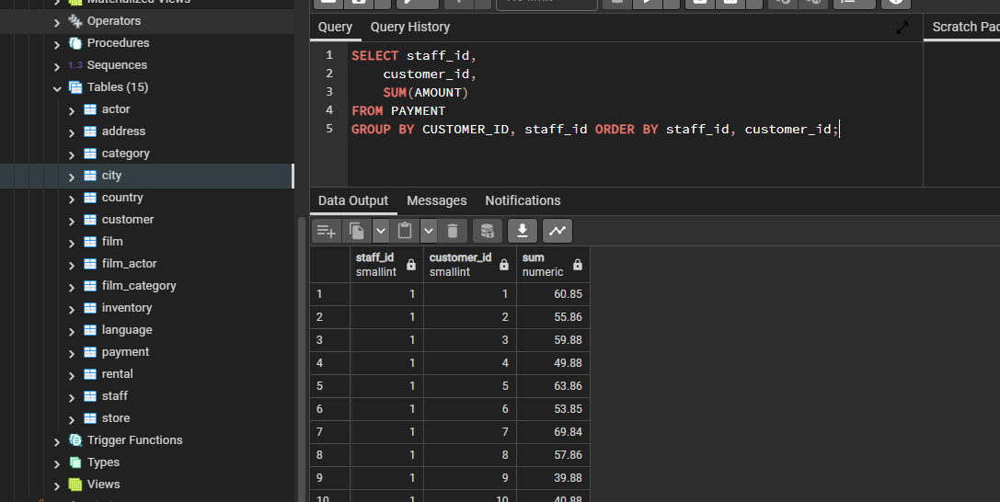 Materialized Views
Operators
Procedures
1..3 Sequences
Tables (15)
actor
address
category
city
country
customer
film
film_actor
film_category
inventory
language
payment
rental
staff
store
Trigger Functions
Types
Views
No limit
Query Query History
Scratch Pad
1 SELECT staff_id,
2 customer_id,
3 SUM(AMOUNT)
4 FROM PAYMENT
5 GROUP BY CUSTOMER_ID, staff_id ORDER BY staff_id, customer_id;
Data Output Messages Notifications
staff_id customer_id sum
smallint smallint numeric
1 1 1 60.85
2 1 2 55.86
3 1 3 59.88
4 1 4 49.88
5 1 5 63.86
6 1 6 53.85
7 1 7 69.84
8 1 8 57.86
9 1 9 39.88
10 1 10 40.88